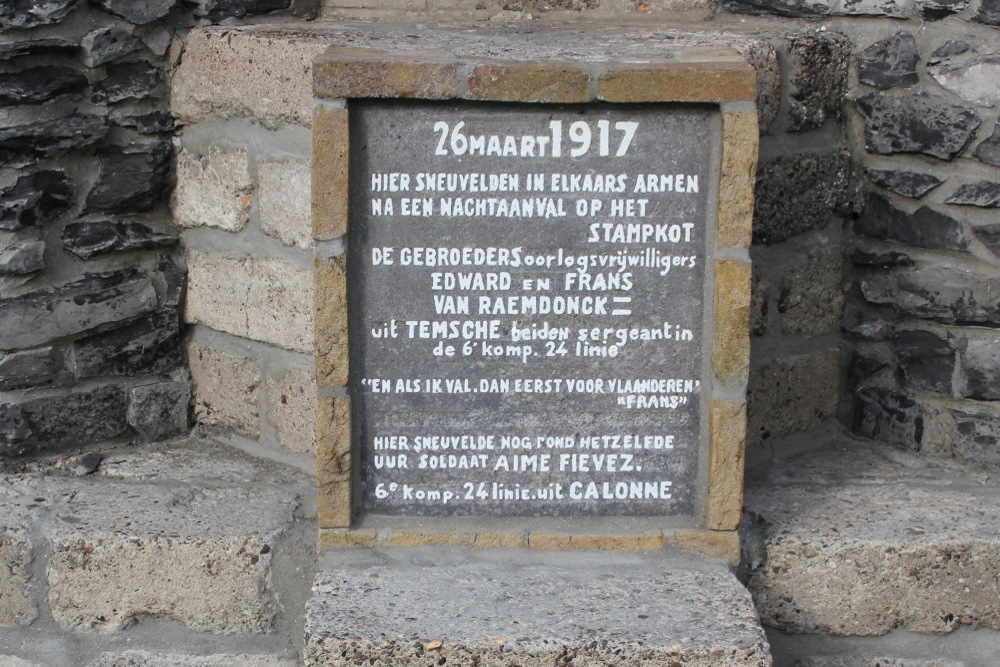 26 MAART 1917
HIER SNEUVELDEN IN ELKAARS ARMEN
NA EEN NACHTAANVAL OP HET
STAMPKOT
DE GEBROEDERS oorlogsvrijwilligers
EDWARD EN FRANS
VAN RAEMDONCK =
uit TEMSCHE beiden sergeant in
de 6e komp. 24 linie
"EN ALS IK VAL. DAN EERST VOOR VLAANDEREN"
"FRANS"
HIER SNEUVELDE NOG ROND HETZELFDE
UUR SOLDAAT AIME FIEVEZ.
6e Komp. 24 linie. uit CALONNE